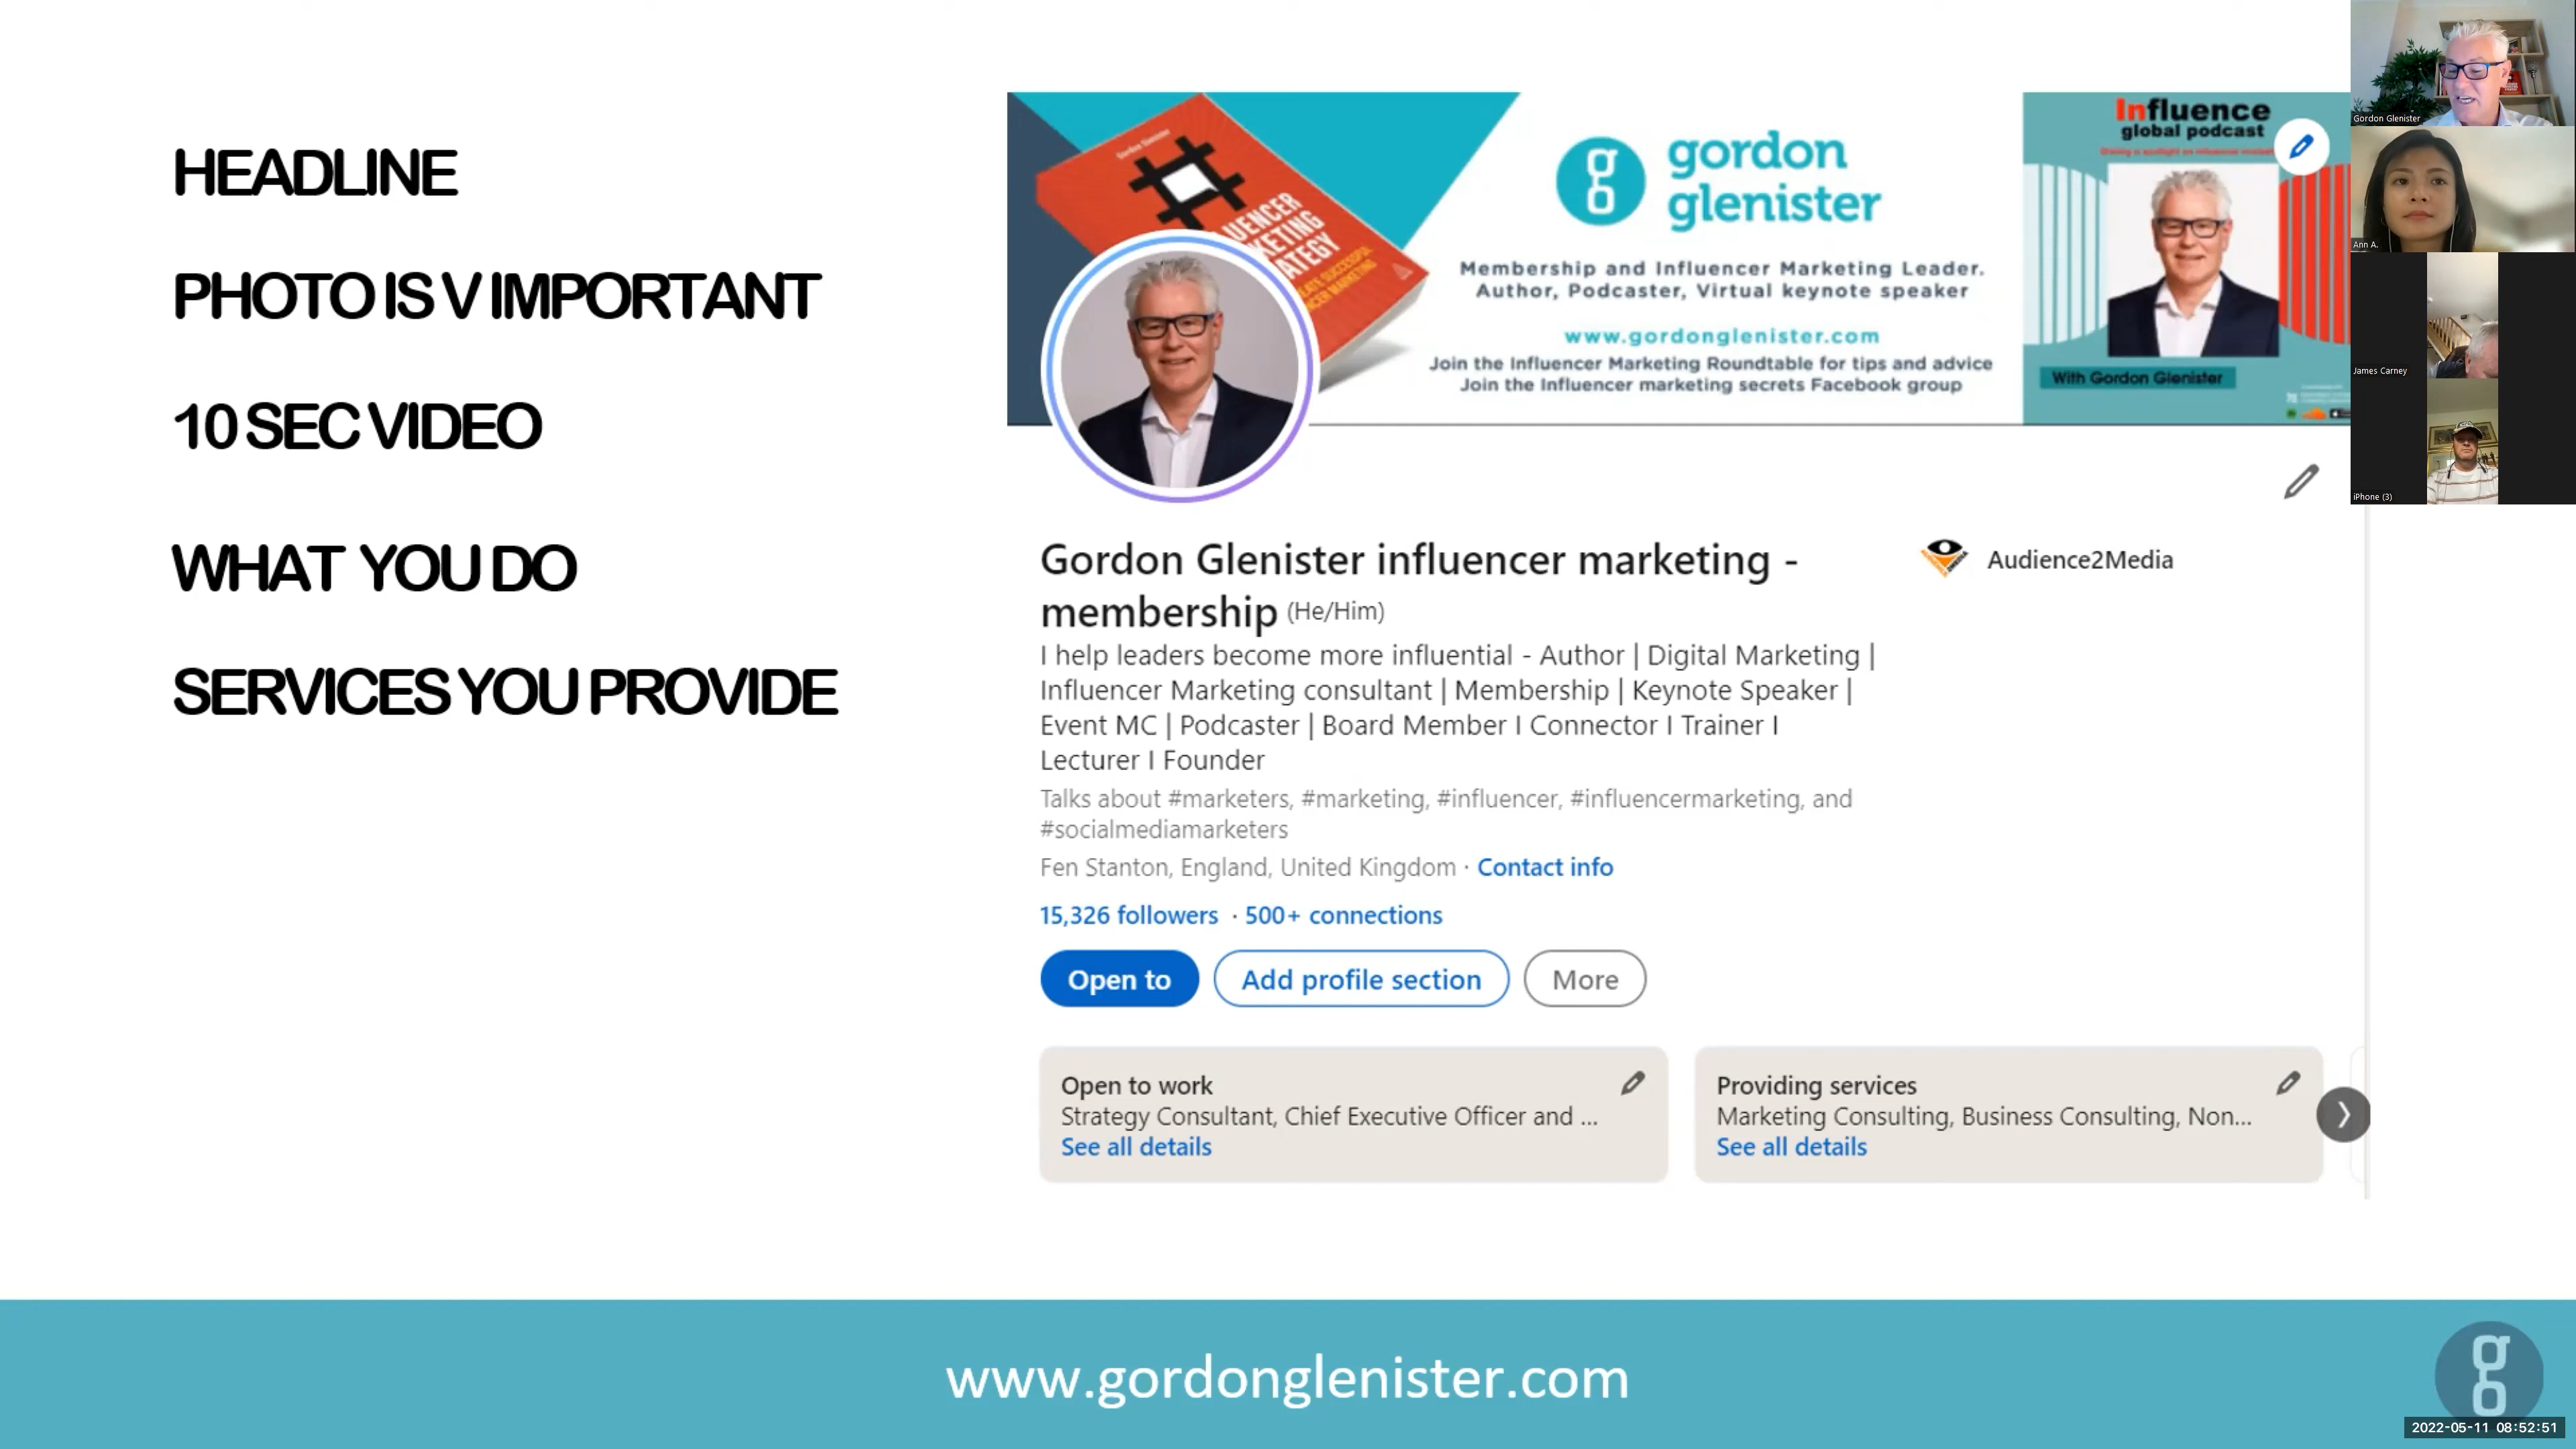 HEADLINE
PHOTO IS V IMPORTANT
10 SEC VIDEO
WHAT YOU DO
SERVICES YOU PROVIDE
Gordon Glenister
UENCER
KETING
ATEGY
gordon
glenister
Membership and Influencer Marketing Leader.
Author, Podcaster, Virtual keynote speaker
www.gordonglenister.com
Join the Influencer Marketing Roundtable for tips and advice
Join the Influencer marketing secrets Facebook group
Influence
global podcast
With Gordon Glenister
Gordon Glenister influencer marketing -
membership (He/Him)
Audience2Media
I help leaders become more influential - Author | Digital Marketing |
Influencer Marketing consultant | Membership | Keynote Speaker |
Event MC | Podcaster | Board Member I Connector I Trainer I
Lecturer I Founder
Talks about #marketers, #marketing, #influencer, #influencermarketing, and
#socialmediamarketers
Fen Stanton, England, United Kingdom · Contact info
15,326 followers · 500+ connections
Open to
Add profile section
More
Open to work
Strategy Consultant, Chief Executive Officer and ...
See all details
Providing services
Marketing Consulting, Business Consulting, Non...
See all details
Gordon Glenister
Ann A.
James Carney
iPhone (3)
www.gordonglenister.com
2022-05-11 08:52:51